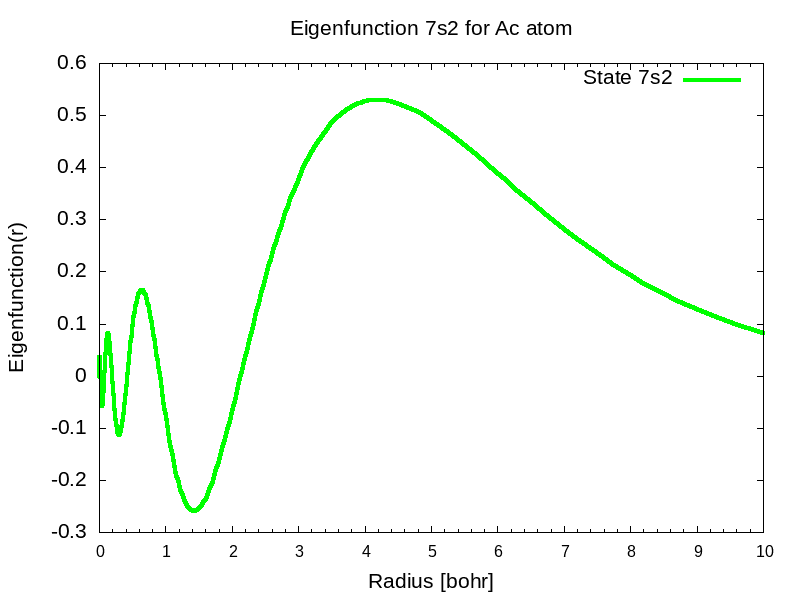 Eigenfunction 7s2 for Ac atom
State 7s2
0.6
0.5
0.4
0.3
0.2
0.1
0
-0.1
-0.2
-0.3
Eigenfunction(r)
0 1 2 3 4 5 6 7 8 9 10
Radius [bohr]